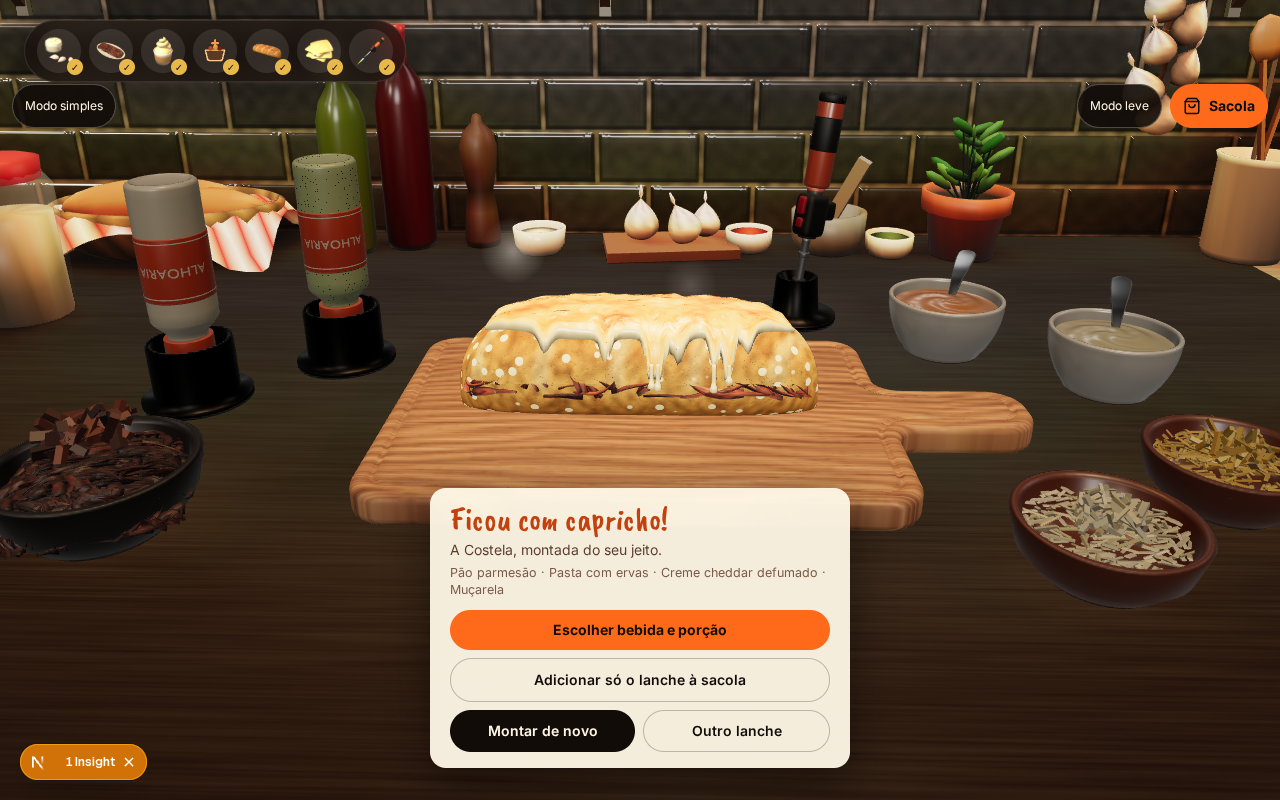 Modo simples
Modo leve
Sacola
ALHOARIA
ALHOARIA
Ficou com capricho!
A Costela, montada do seu jeito.
Pão parmesão · Pasta com ervas · Creme cheddar defumado ·
Muçarela
Escolher bebida e porção
Adicionar só o lanche à sacola
Montar de novo
Outro lanche
1 Insight